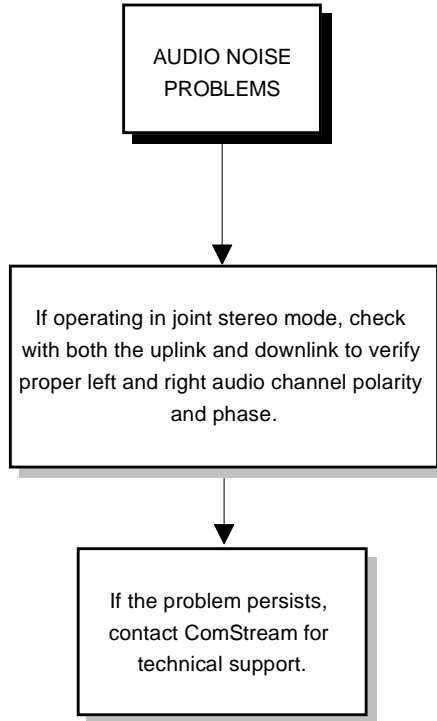 AUDIO NOISE
PROBLEMS
If operating in joint stereo mode, check
with both the uplink and downlink to verify
proper left and right audio channel polarity
and phase.
If the problem persists,
contact ComStream for
technical support.